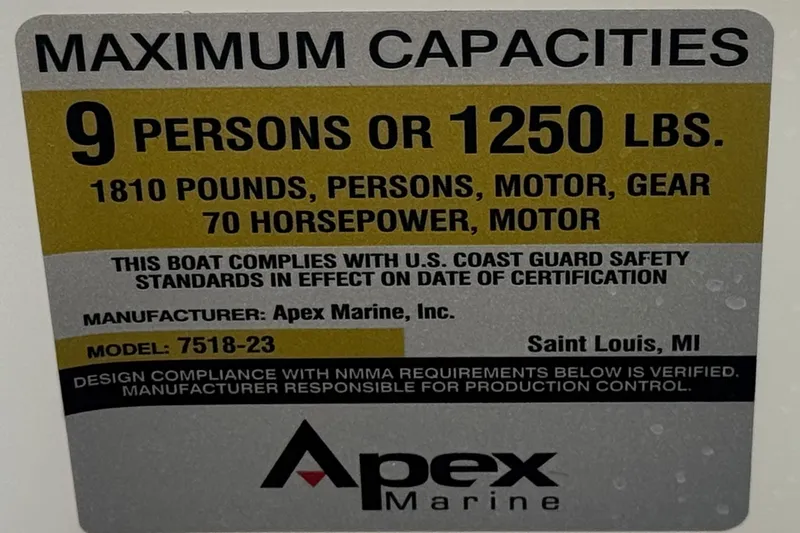 MAXIMUM CAPACITIES
9 PERSONS OR 1250 LBS.
1810 POUNDS, PERSONS, MOTOR, GEAR
70 HORSEPOWER, MOTOR
THIS BOAT COMPLIES WITH U.S. COAST GUARD SAFETY
STANDARDS IN EFFECT ON DATE OF CERTIFICATION
MANUFACTURER: Apex Marine, Inc.
MODEL: 7518-23 Saint Louis, MI
DESIGN COMPLIANCE WITH NMMA REQUIREMENTS BELOW IS VERIFIED.
MANUFACTURER RESPONSIBLE FOR PRODUCTION CONTROL.
Apex
Marine